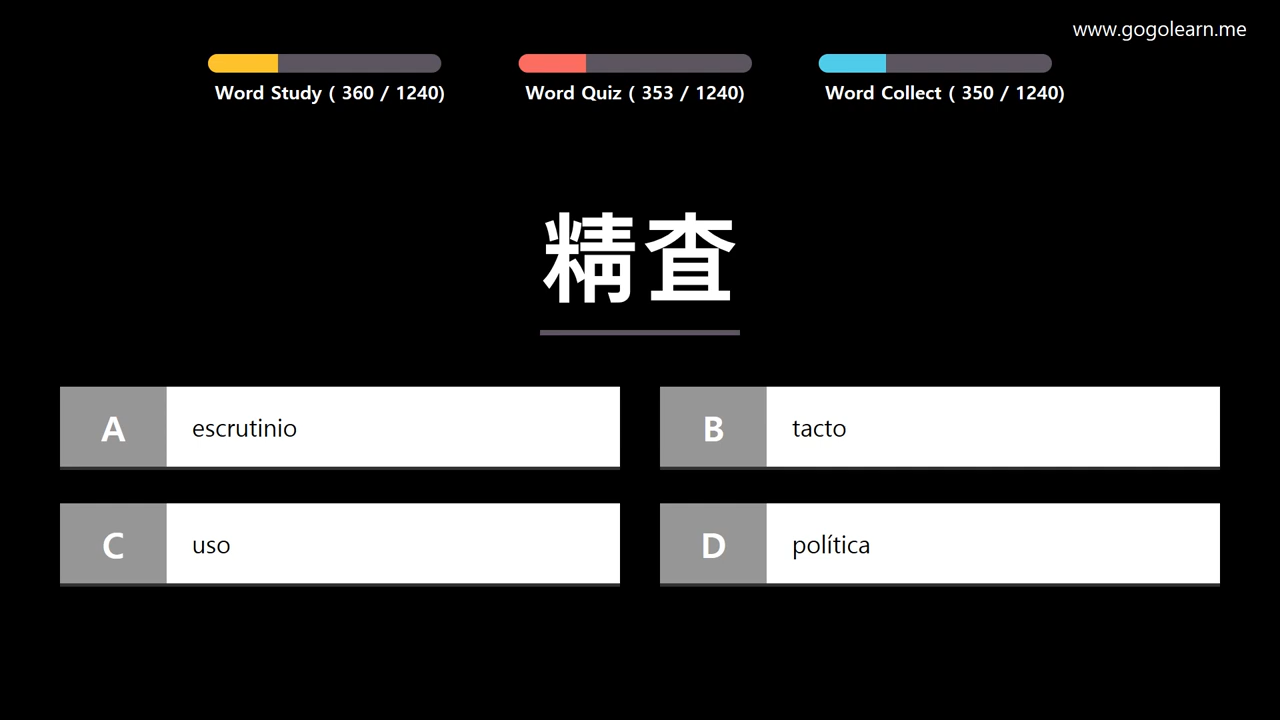 www.gogolearn.me
Word Study ( 360 / 1240)
Word Quiz ( 353 / 1240)
Word Collect ( 350 / 1240)
精査
A
escrutinio
B
tacto
C
uso
D
política